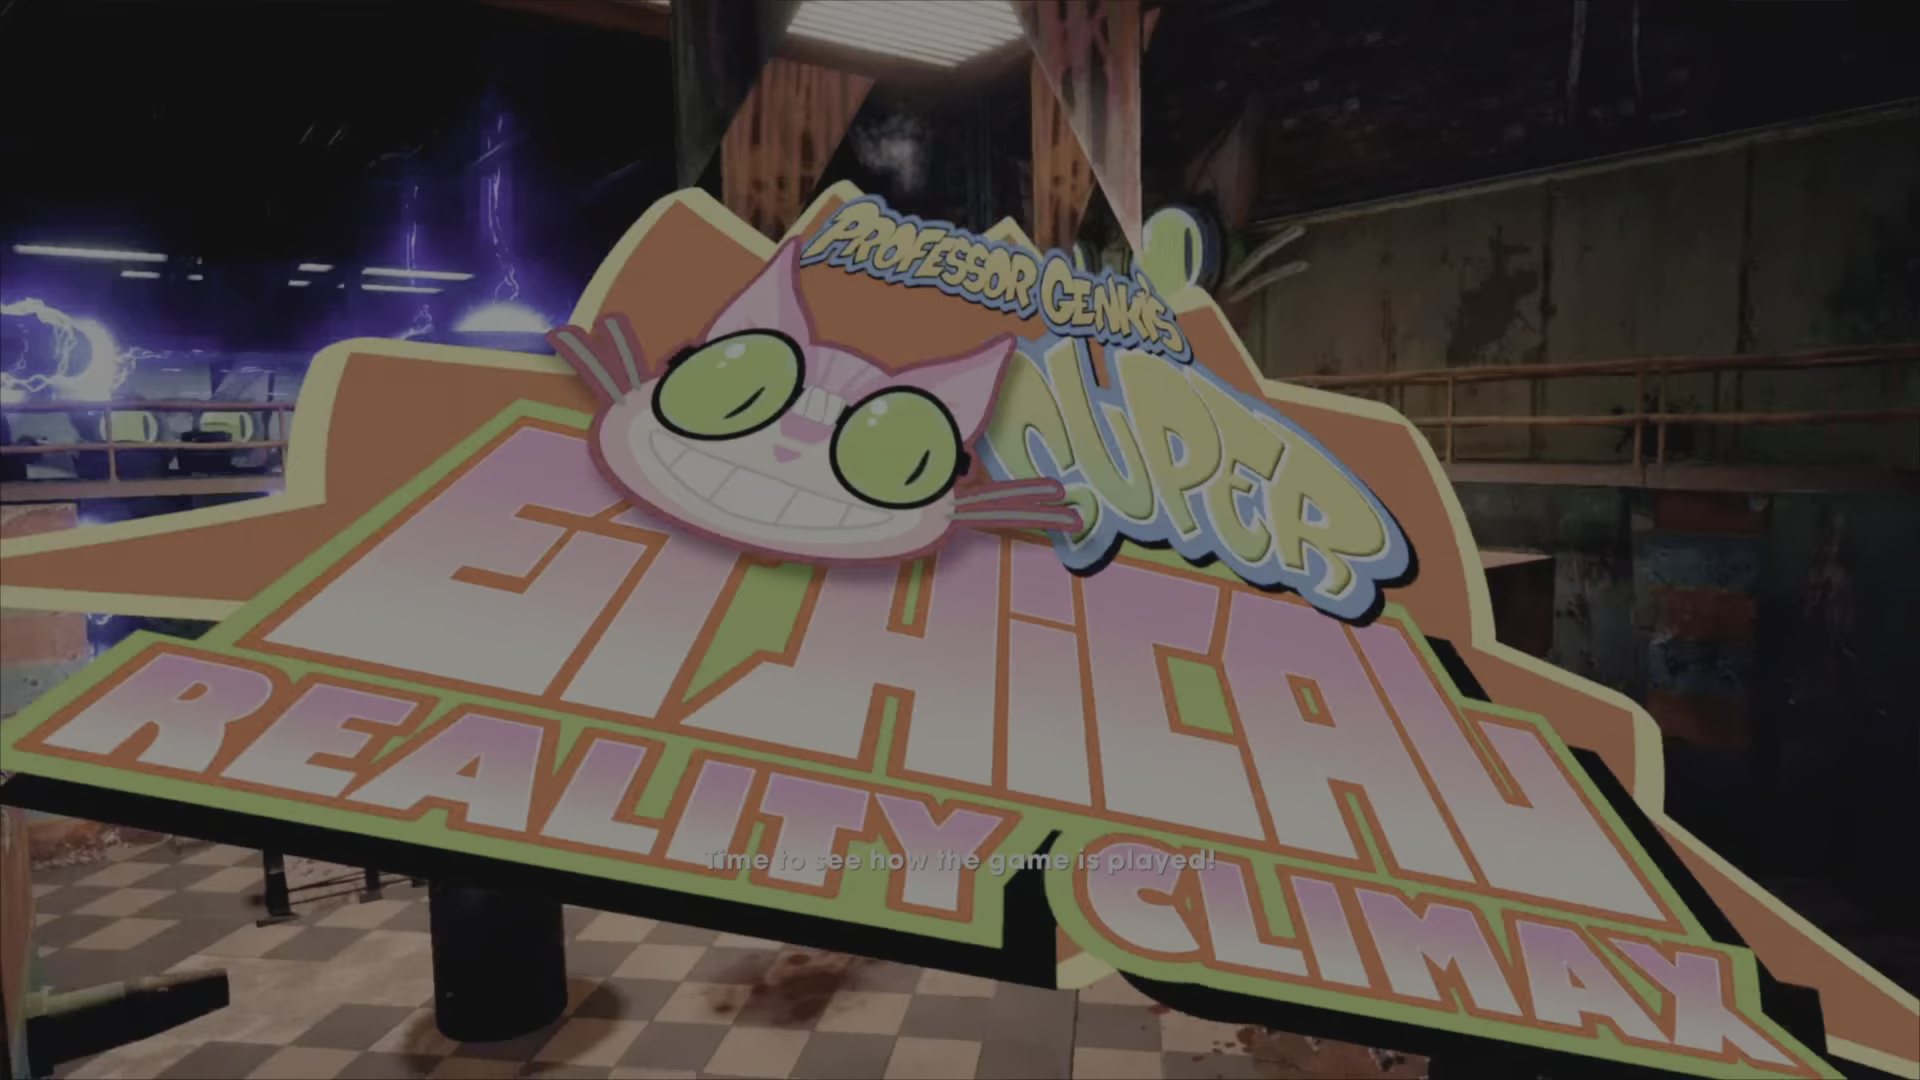 PROFESSOR GENKI'S
SUPER
ETHICAL
REALITY CLIMAX
Time to see how the game is played!